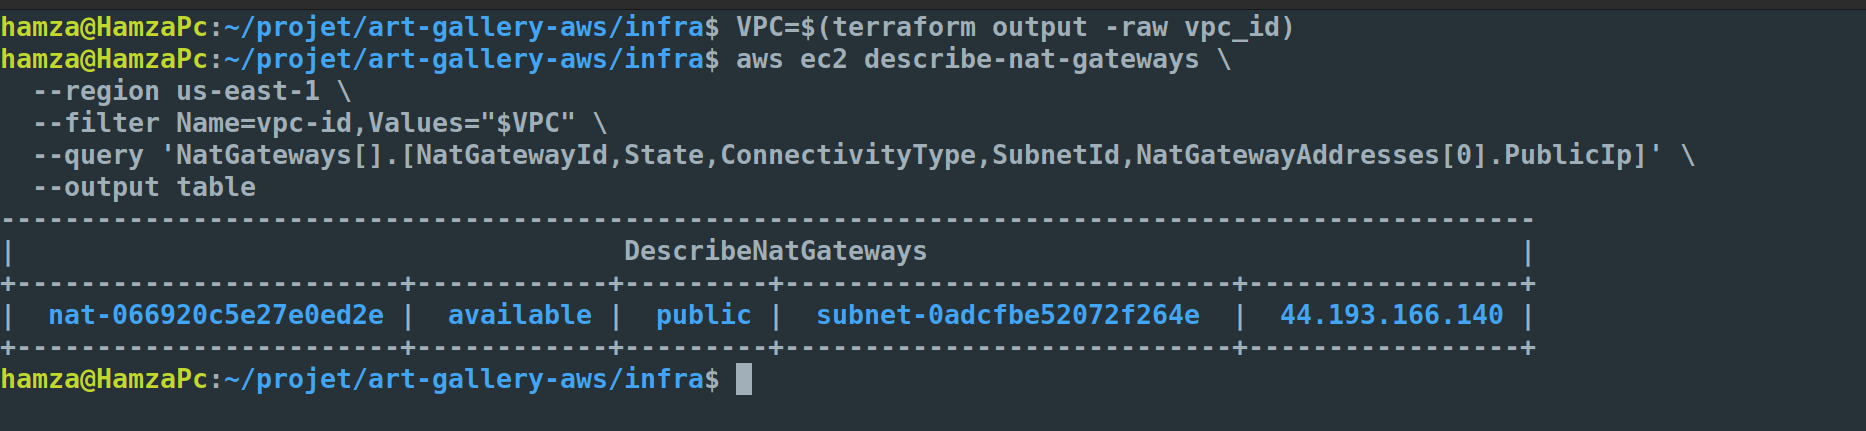 hamza@HamzaPc:~/projet/art-gallery-aws/infra$ VPC=$(terraform output -raw vpc_id)
hamza@HamzaPc:~/projet/art-gallery-aws/infra$ aws ec2 describe-nat-gateways \
  --region us-east-1 \
  --filter Name=vpc-id,Values="$VPC" \
  --query 'NatGateways[].[NatGatewayId,State,ConnectivityType,SubnetId,NatGatewayAddresses[0].PublicIp]' \
  --output table
------------------------------------------------------------------------------------------------
|                                      DescribeNatGateways                                     |
+------------------------+------------+---------+----------------------------+-----------------+
|  nat-066920c5e27e0ed2e |  available |  public |  subnet-0adcfbe52072f264e  |  44.193.166.140 |
+------------------------+------------+---------+----------------------------+-----------------+
hamza@HamzaPc:~/projet/art-gallery-aws/infra$